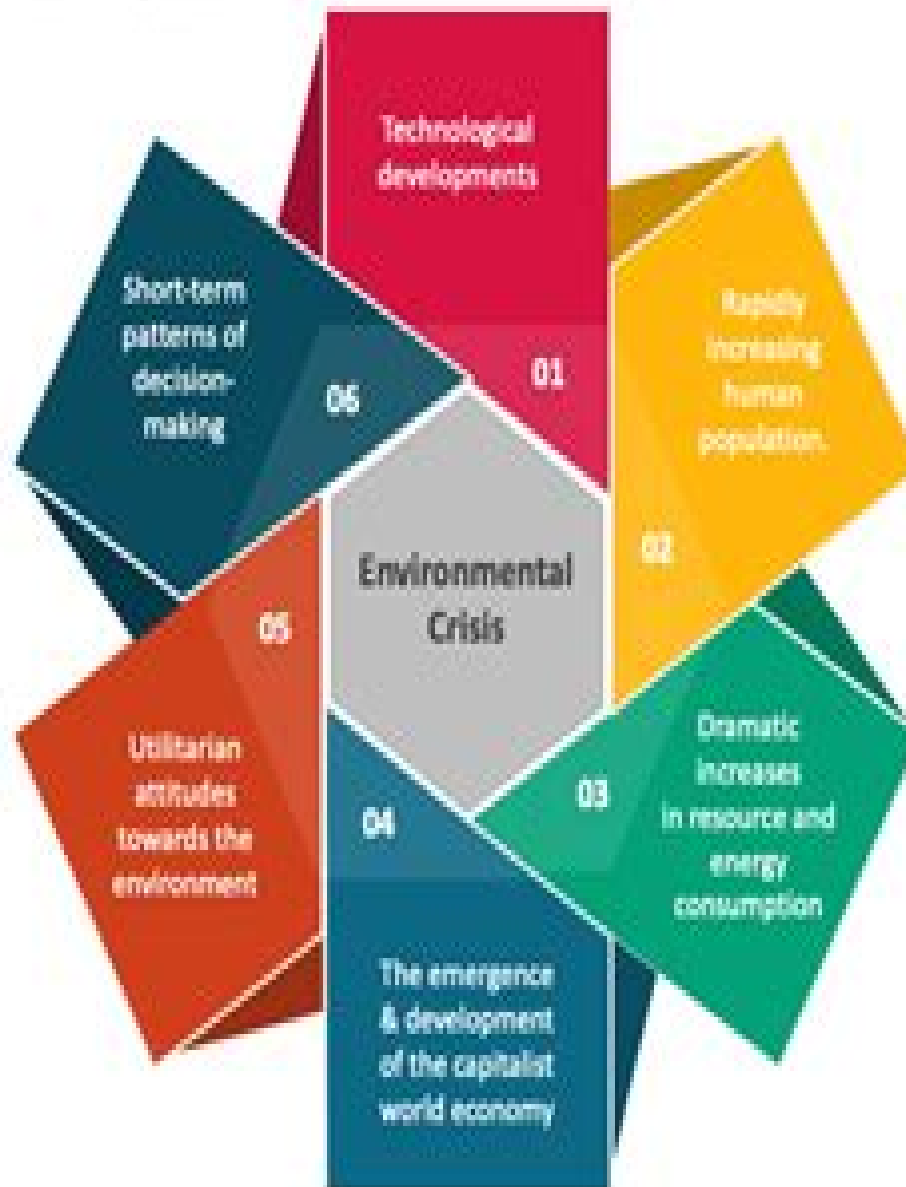 Technological
developments
01
Rapidly
increasing
human
population.
02
Dramatic
increases
in resource and
energy
consumption
03
The emergence
& development
of the capitalist
world economy
04
Utilitarian
attitudes
towards the
environment
05
Short-term
patterns of
decision-
making
06
Environmental
Crisis